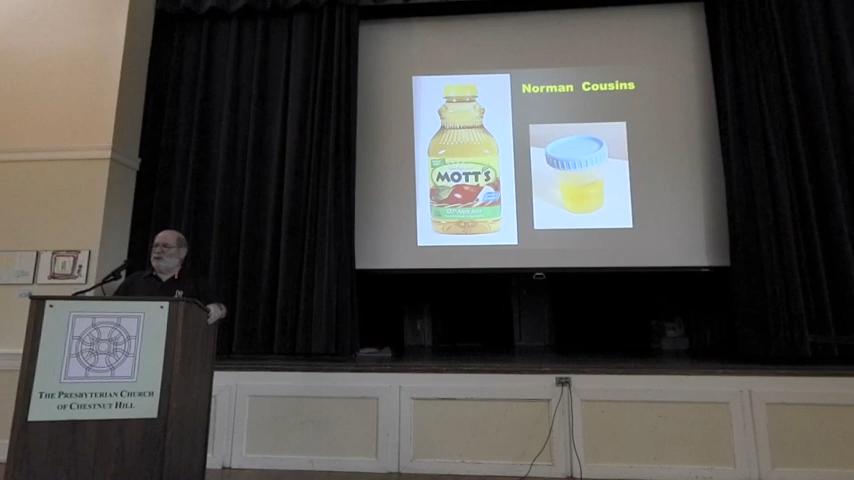 Norman Cousins
MOTT'S
THE PRESBYTERIAN CHURCH
OF CHESTNUT HILL